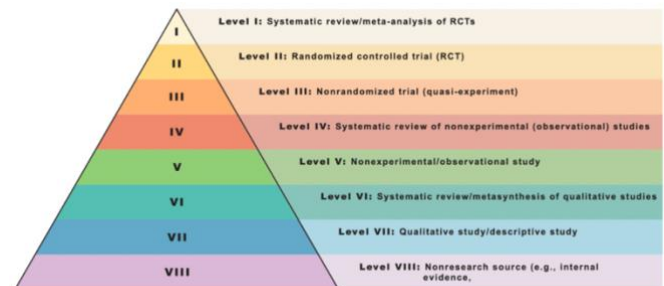 I Level I: Systematic review/meta-analysis of RCTs
II Level II: Randomized controlled trial (RCT)
III Level III: Nonrandomized trial (quasi-experiment)
IV Level IV: Systematic review of nonexperimental (observational) studies
V Level V: Nonexperimental/observational study
VI Level VI: Systematic review/metasynthesis of qualitative studies
VII Level VII: Qualitative study/descriptive study
VIII Level VIII: Nonresearch source (e.g., internal
evidence,